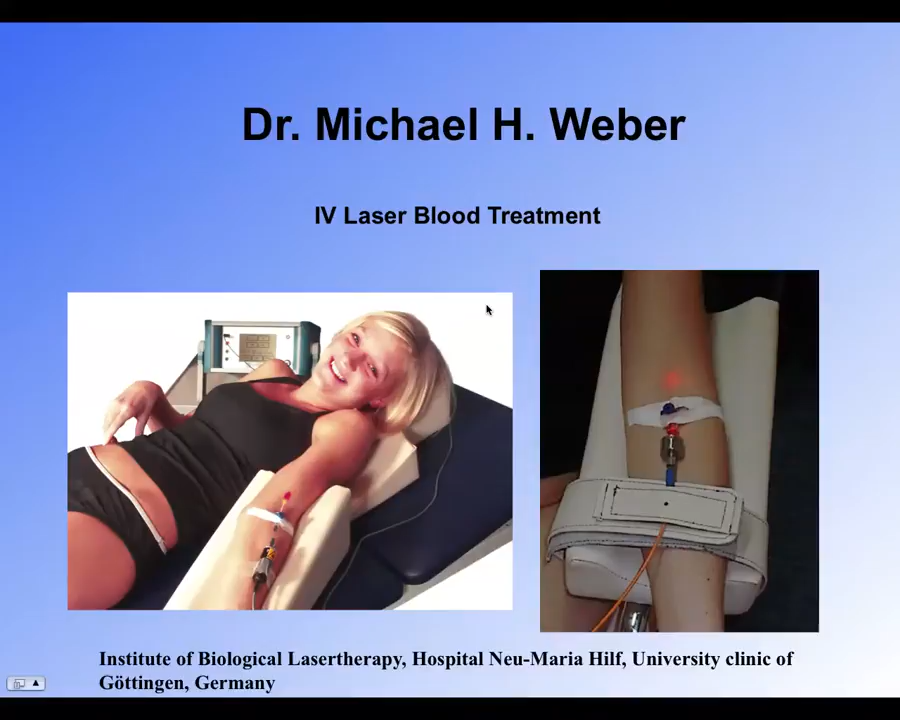 Dr. Michael H. Weber
IV Laser Blood Treatment
Institute of Biological Lasertherapy, Hospital Neu-Maria Hilf, University clinic of
Göttingen, Germany